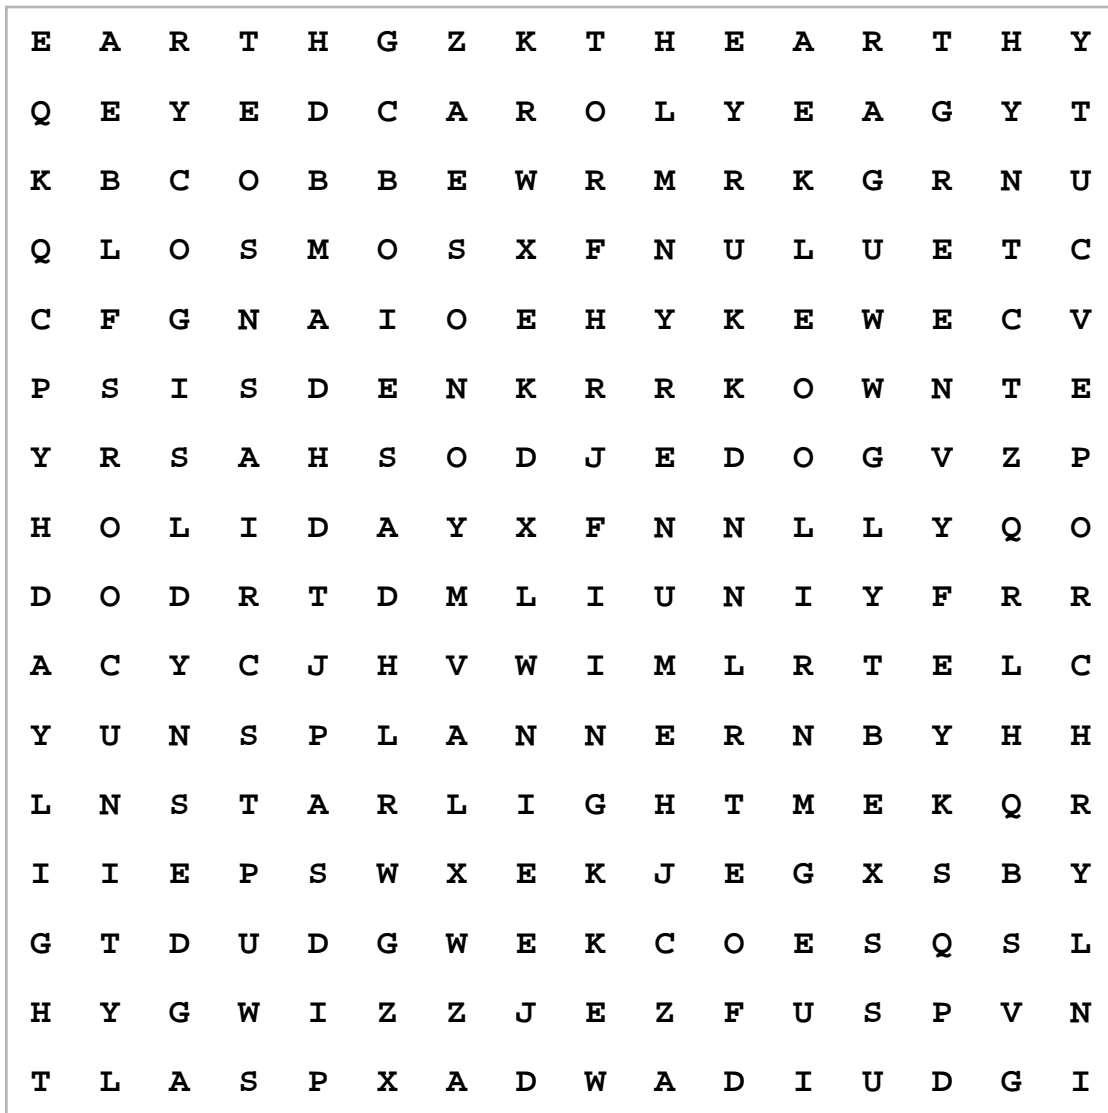 E A R T H G Z K T H E A R T H Y
Q E Y E D C A R O L Y E A G Y T
K B C O B B E W R M R K G R N U
Q L O S M O S X F N U L U E T C
C F G N A I O E H Y K E W E C V
P S I S D E N K R R K O W N T E
Y R S A H S O D J E D O G V Z P
H O L I D A Y X F N N L L Y Q O
D O D R T D M L I U N I Y F R R
A C Y C J H V W I M L R T E L C
Y U N S P L A N N E R N B Y H H
L N S T A R L I G H T M E K Q R
I I E P S W X E K J E G X S B Y
G T D U D G W E K C O E S Q S L
H Y G W I Z Z J E Z F U S P V N
T L A S P X A D W A D I U D G I